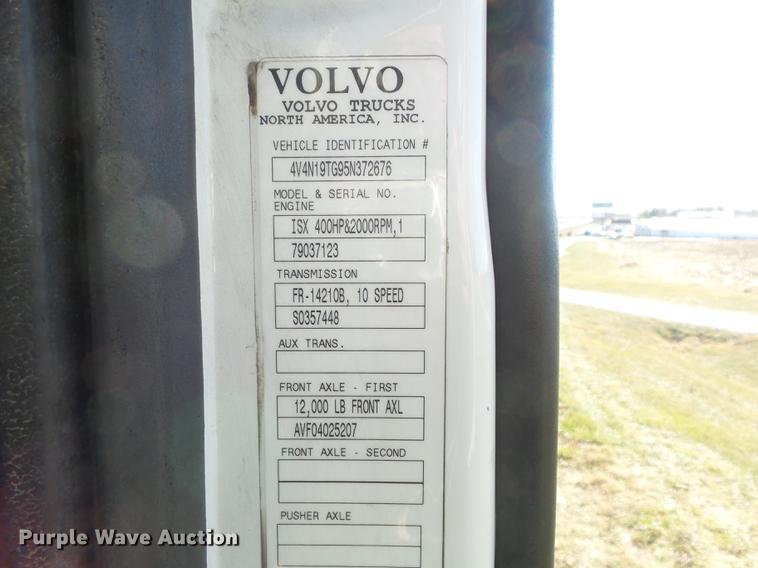 VOLVO
VOLVO TRUCKS
NORTH AMERICA, INC.
VEHICLE IDENTIFICATION #
4V4N19TG95N372676
MODEL & SERIAL NO.
ENGINE
ISX 400HP&2000RPM,1
79037123
TRANSMISSION
FR-14210B, 10 SPEED
S0357448
AUX TRANS.
FRONT AXLE - FIRST
12,000 LB FRONT AXL
AVF04025207
FRONT AXLE - SECOND
PUSHER AXLE
Purple Wave Auction®